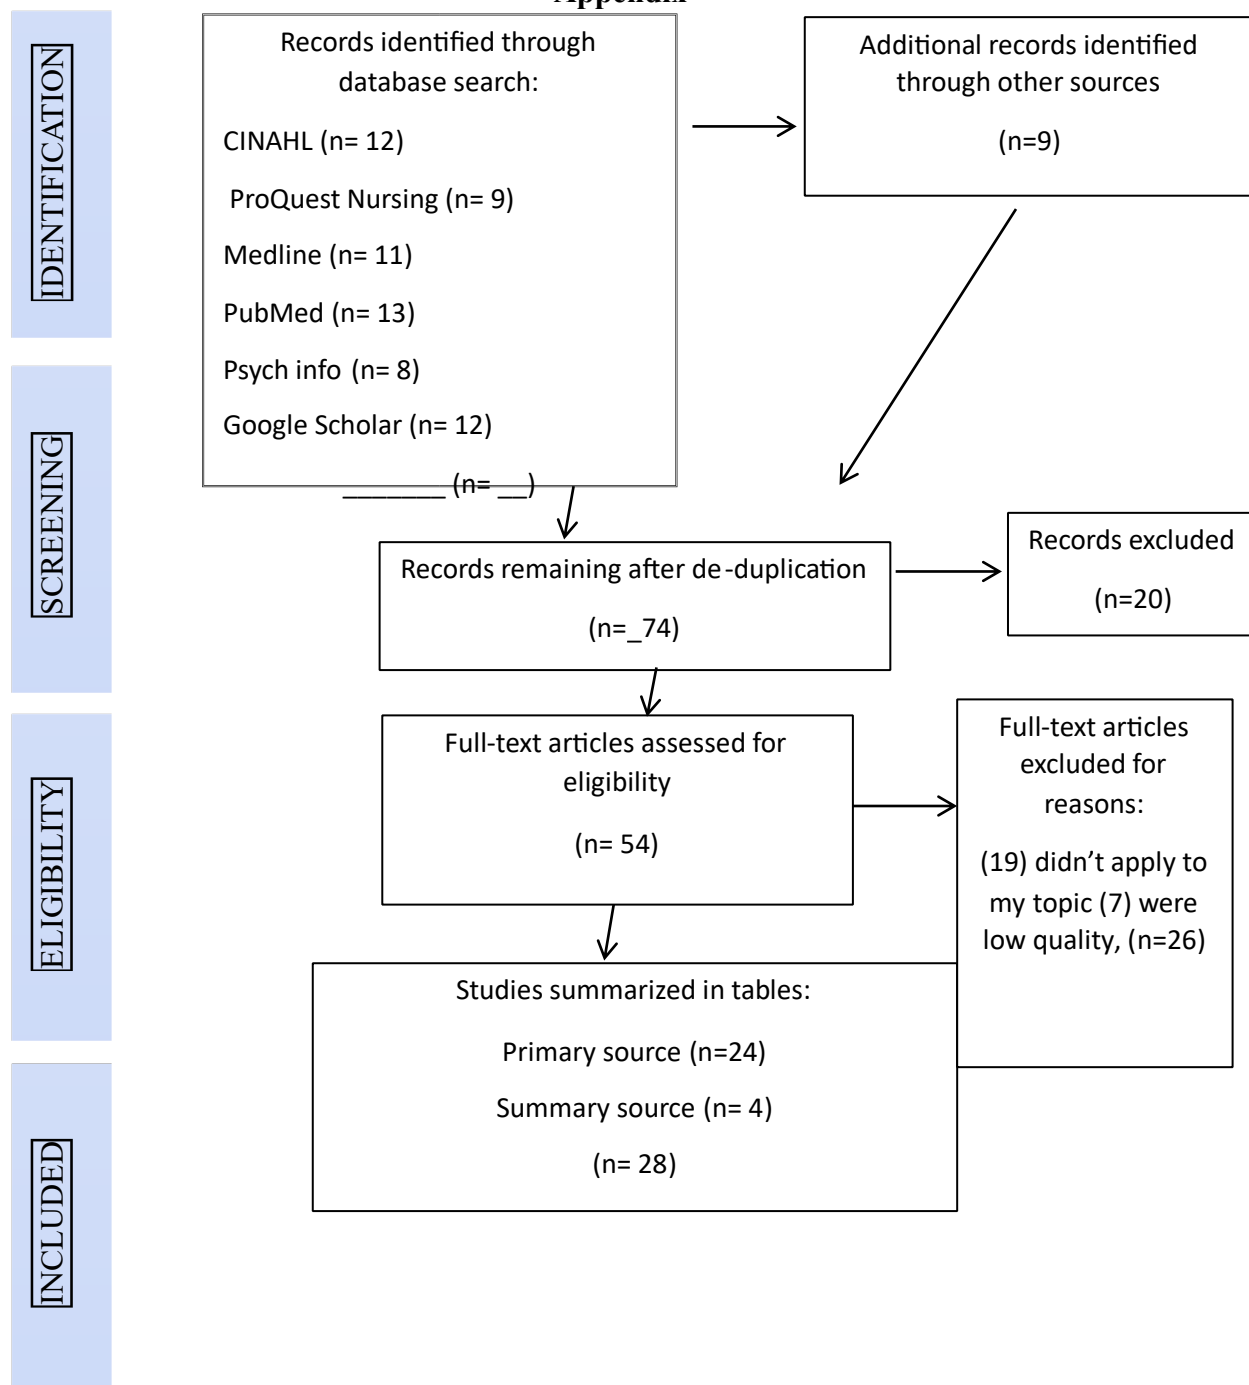 Appendix
IDENTIFICATION
Records identified through
database search:
CINAHL (n= 12)
ProQuest Nursing (n= 9)
Medline (n= 11)
PubMed (n= 13)
Psych info (n= 8)
Google Scholar (n= 12)
_______ (n= __)
Additional records identified
through other sources
(n=9)
SCREENING
Records remaining after de-duplication
(n=_74)
Records excluded
(n=20)
ELIGIBILITY
Full-text articles assessed for
eligibility
(n= 54)
Full-text articles
excluded for
reasons:
(19) didn’t apply to
my topic (7) were
low quality, (n=26)
INCLUDED
Studies summarized in tables:
Primary source (n=24)
Summary source (n= 4)
(n= 28)